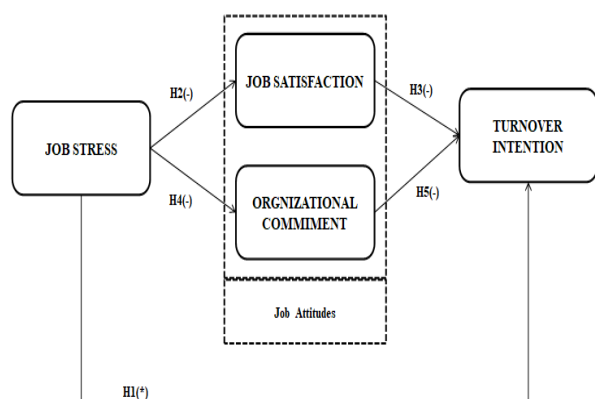 JOB SATISFACTION
H2(-)
H3(-)
JOB STRESS
TURNOVER
INTENTION
H4(-)
ORGNIZATIONAL
COMMIMENT
H5(-)
Job Attitudes
H1(*)